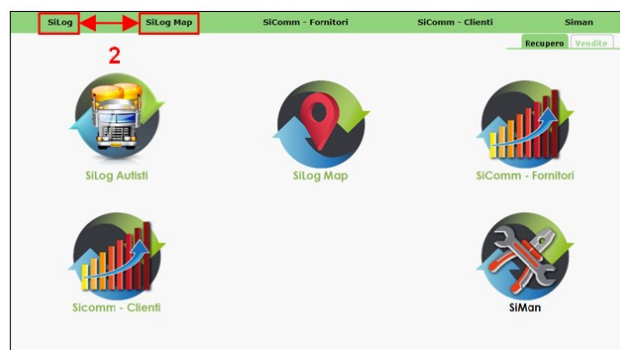 SiLog SiLog Map SiComm - Fornitori SiComm - Clienti Siman
Recupero Vendite
2
SiLog Autisti SiLog Map SiComm - Fornitori
Sicomm - Clienti SiMan